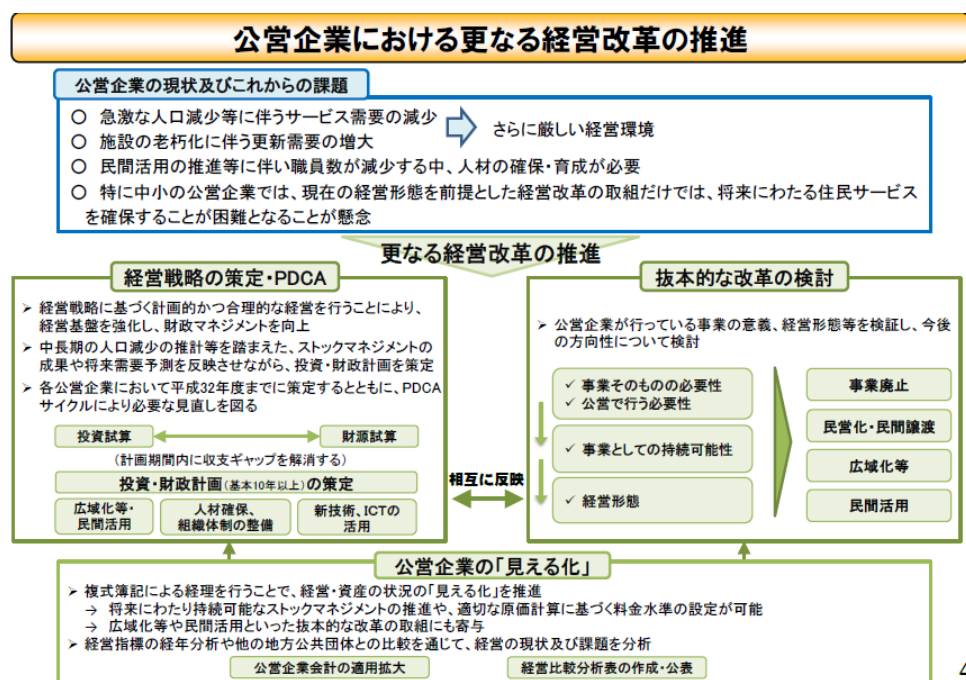 公営企業における更なる経営改革の推進
公営企業の現状及びこれからの課題
○ 急激な人口減少等に伴うサービス需要の減少
○ 施設の老朽化に伴う更新需要の増大
さらに厳しい経営環境
○ 民間活用の推進等に伴い職員数が減少する中、人材の確保・育成が必要
○ 特に中小の公営企業では、現在の経営形態を前提とした経営改革の取組だけでは、将来にわたる住民サービス
を確保することが困難となることが懸念
更なる経営改革の推進
経営戦略の策定・PDCA
➢ 経営戦略に基づく計画的かつ合理的な経営を行うことにより、
経営基盤を強化し、財政マネジメントを向上
➢ 中長期の人口減少の推計等を踏まえた、ストックマネジメントの
成果や将来需要予測を反映させながら、投資・財政計画を策定
➢ 各公営企業において平成32年度までに策定するとともに、PDCA
サイクルにより必要な見直しを図る
投資試算
財源試算
(計画期間内に収支ギャップを解消する)
投資・財政計画(基本10年以上)の策定
広域化等・
民間活用
人材確保、
組織体制の整備
新技術、ICTの
活用
相互に反映
抜本的な改革の検討
➢ 公営企業が行っている事業の意義、経営形態等を検証し、今後
の方向性について検討
✓ 事業そのものの必要性
✓ 公営で行う必要性
✓ 事業としての持続可能性
✓ 経営形態
事業廃止
民営化・民間譲渡
広域化等
民間活用
公営企業の「見える化」
➢ 複式簿記による経理を行うことで、経営・資産の状況の「見える化」を推進
→ 将来にわたり持続可能なストックマネジメントの推進や、適切な原価計算に基づく料金水準の設定が可能
→ 広域化等や民間活用といった抜本的な改革の取組にも寄与
➢ 経営指標の経年分析や他の地方公共団体との比較を通じて、経営の現状及び課題を分析
公営企業会計の適用拡大
経営比較分析表の作成・公表
4